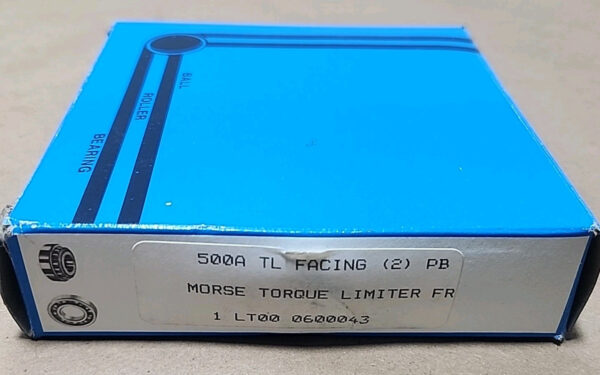 BALL
ROLLER
BEARING
500A TL FACING (2) PB
MORSE TORQUE LIMITER FR
1 LT00 0600043